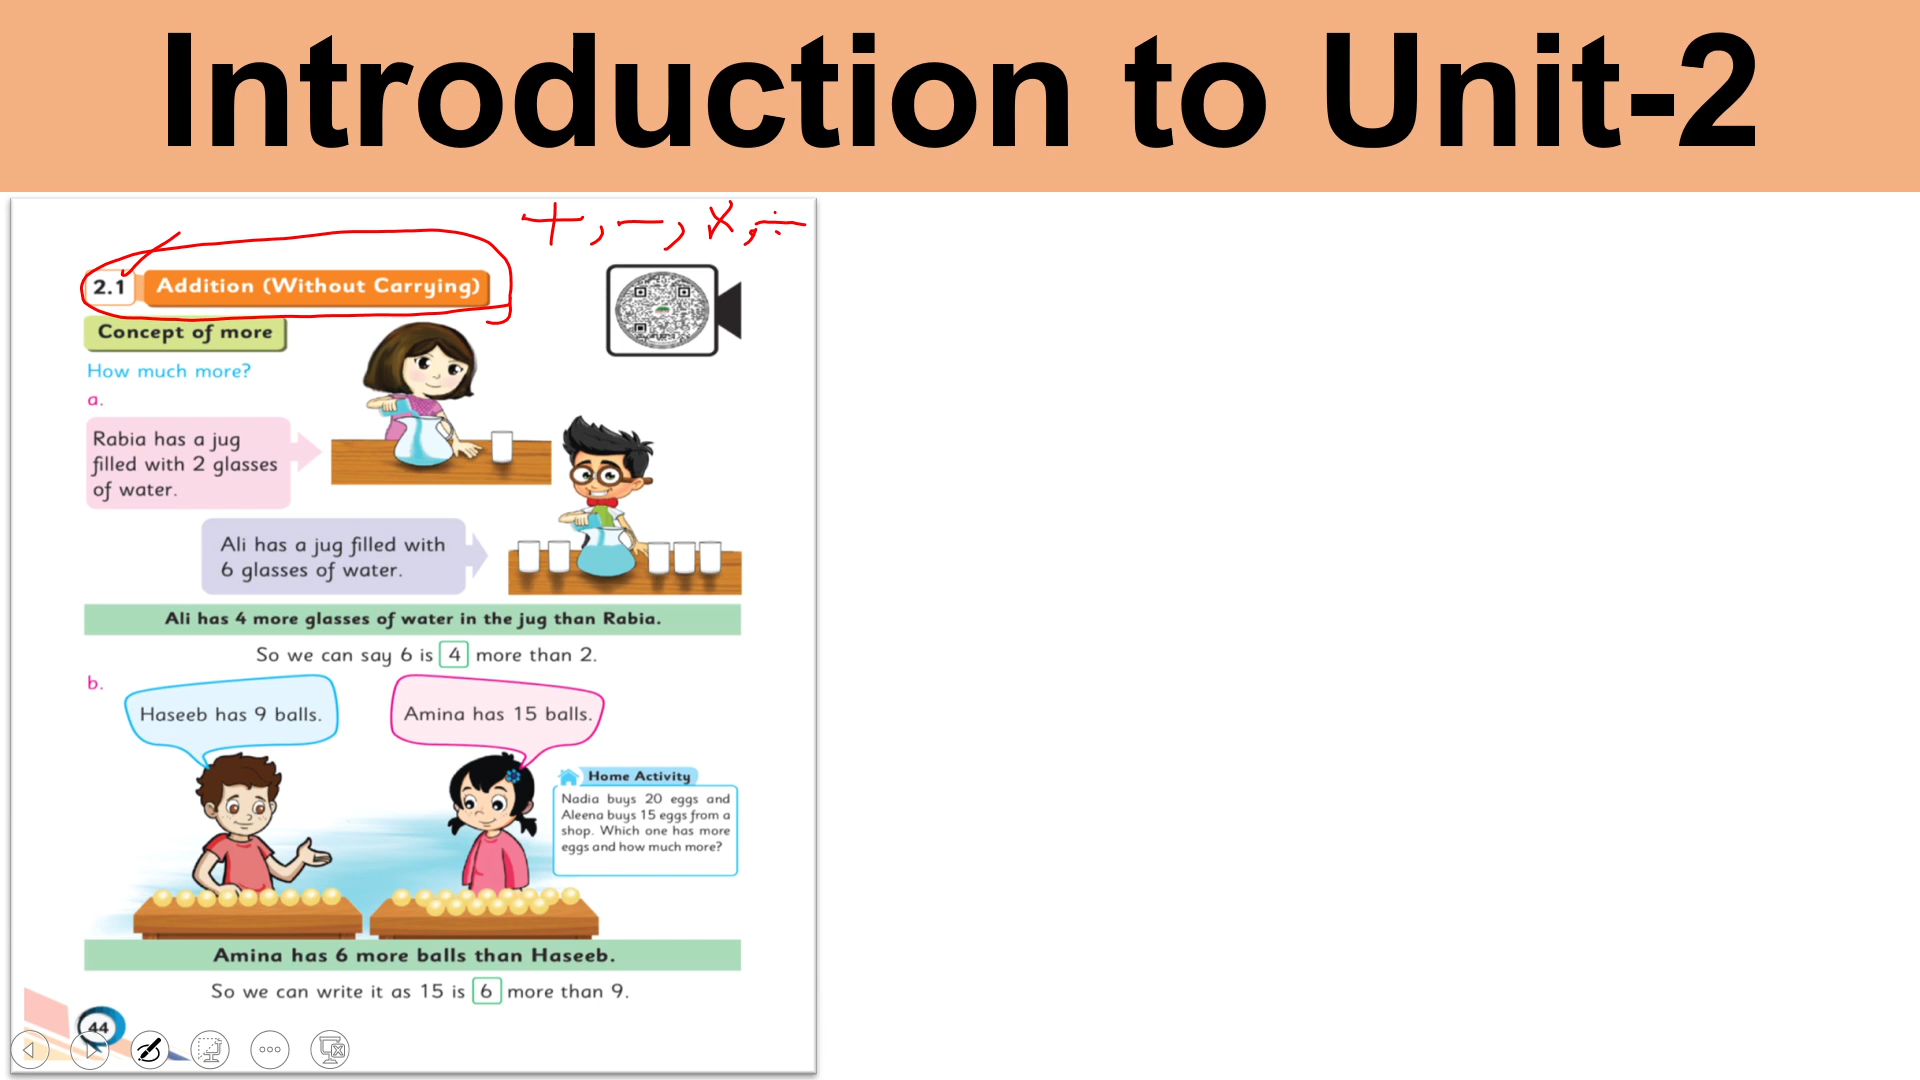 Introduction to Unit-2
+, -, ×, ÷
2.1 Addition (Without Carrying)
Concept of more
How much more?
a.
Rabia has a jug
filled with 2 glasses
of water.
Ali has a jug filled with
6 glasses of water.
Ali has 4 more glasses of water in the jug than Rabia.
So we can say 6 is 4 more than 2.
b.
Haseeb has 9 balls.
Amina has 15 balls.
Home Activity
Nadia buys 20 eggs and
Aleena buys 15 eggs from a
shop. Which one has more
eggs and how much more?
Amina has 6 more balls than Haseeb.
So we can write it as 15 is 6 more than 9.
44